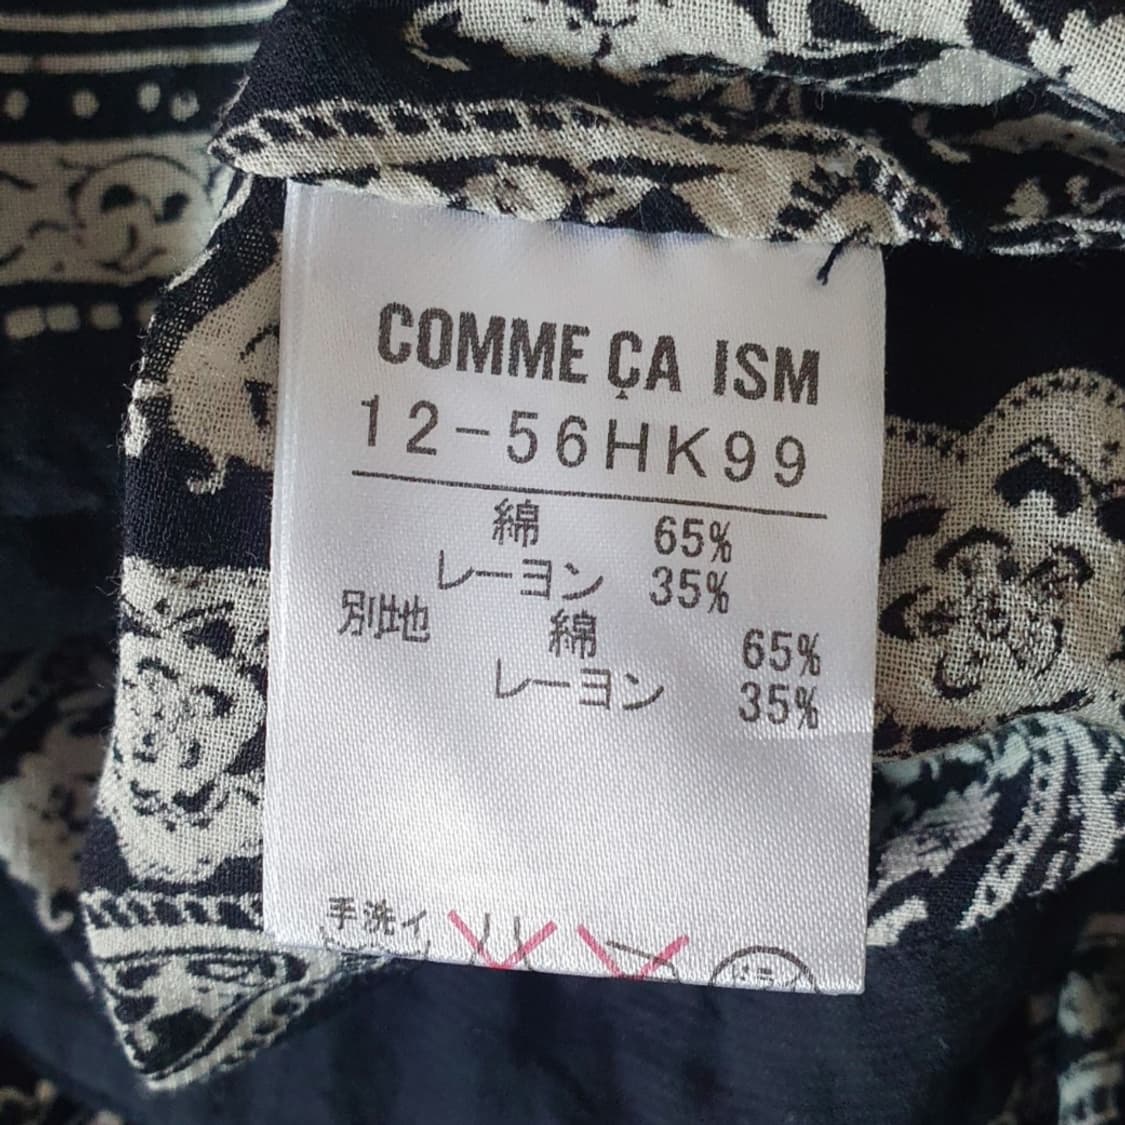 COMME ÇA ISM
12-56HK99
綿 65%
レーヨン 35%
別地 綿 65%
レーヨン 35%
手洗イ